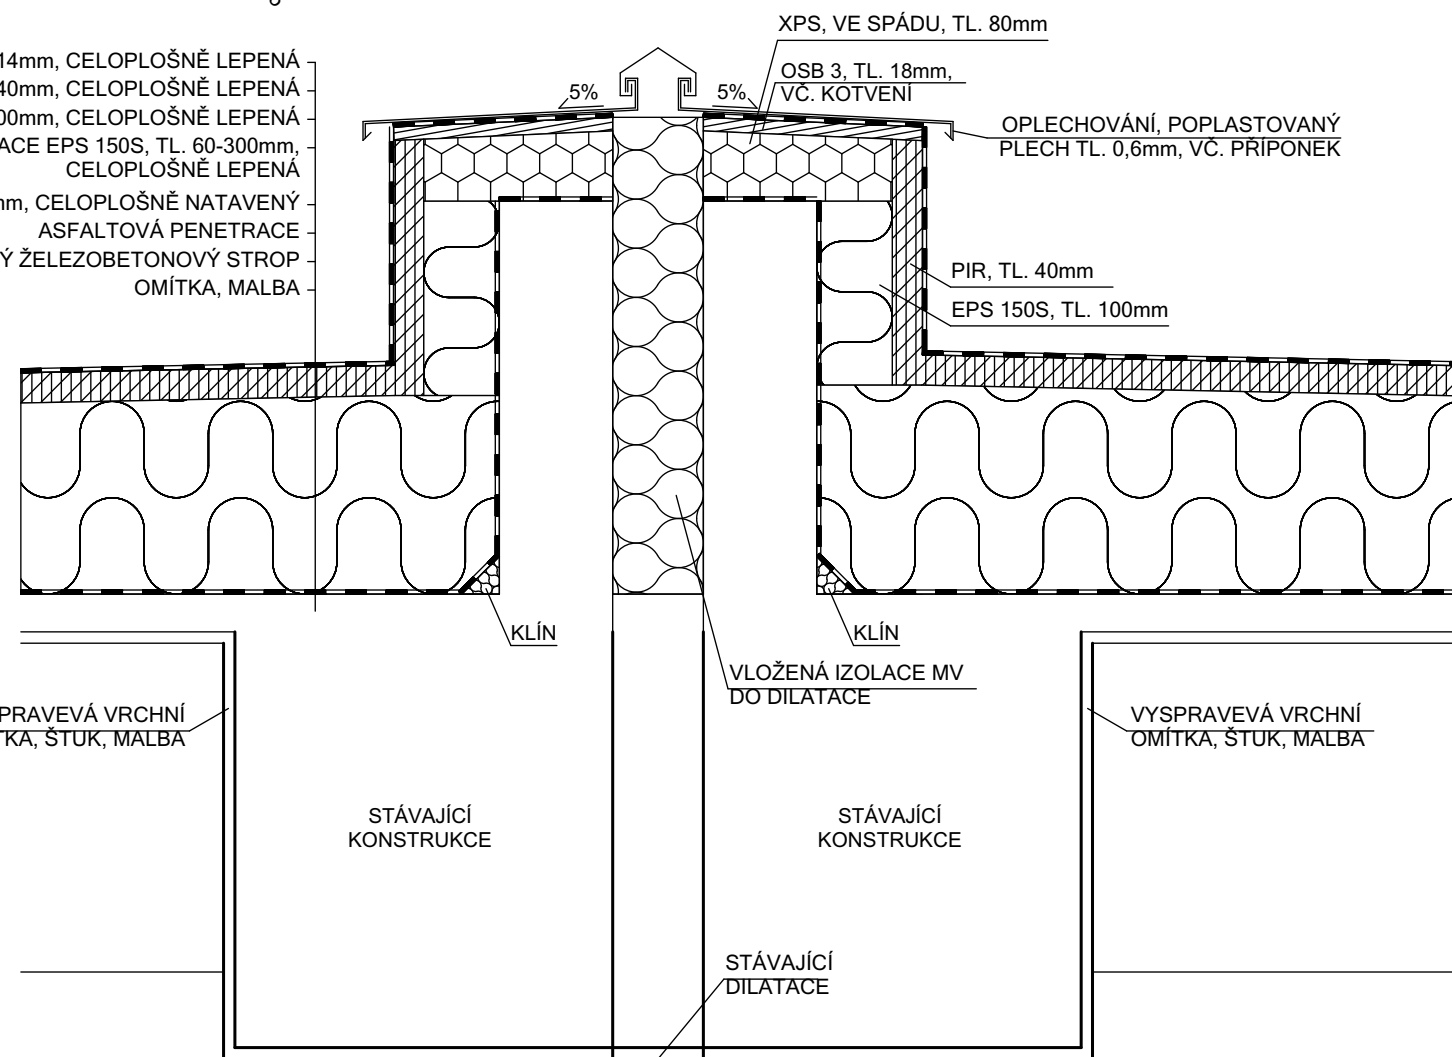 XPS, VE SPÁDU, TL. 80mm
14mm, CELOPLOŠNĚ LEPENÁ
40mm, CELOPLOŠNĚ LEPENÁ
00mm, CELOPLOŠNĚ LEPENÁ
ACE EPS 150S, TL. 60-300mm,
CELOPLOŠNĚ LEPENÁ
mm, CELOPLOŠNĚ NATAVENÝ
ASFALTOVÁ PENETRACE
Ý ŽELEZOBETONOVÝ STROP
OMÍTKA, MALBA
5%
5%
OSB 3, TL. 18mm,
VČ. KOTVENÍ
OPLECHOVÁNÍ, POPLASTOVANÝ
PLECH TL. 0,6mm, VČ. PŘÍPONEK
PIR, TL. 40mm
EPS 150S, TL. 100mm
KLÍN
KLÍN
VLOŽENÁ IZOLACE MV
DO DILATACE
PRAVEVÁ VRCHNÍ
TKA, ŠTUK, MALBA
VYSPRAVEVÁ VRCHNÍ
OMÍTKA, ŠTUK, MALBA
STÁVAJÍCÍ
KONSTRUKCE
STÁVAJÍCÍ
KONSTRUKCE
STÁVAJÍCÍ
DILATACE